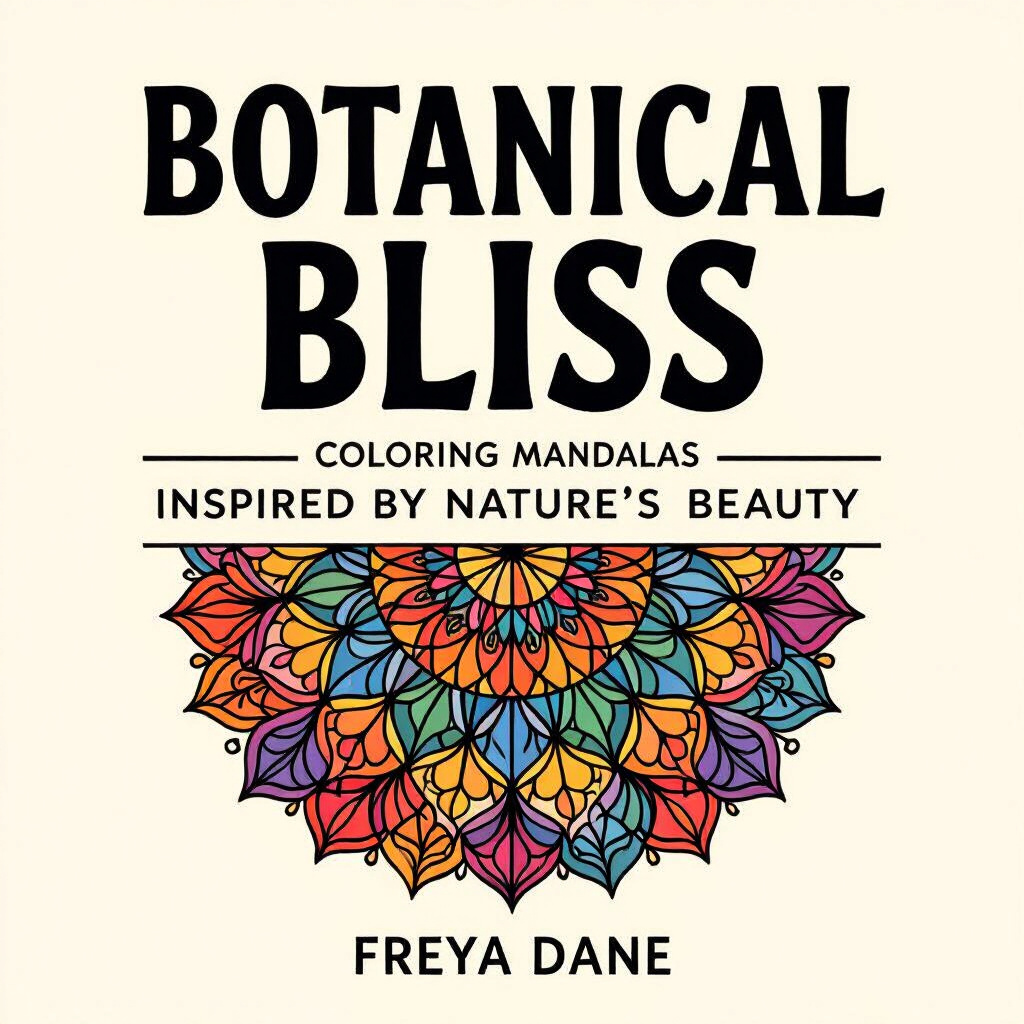 BOTANICAL
BLISS
COLORING MANDALAS
INSPIRED BY NATURE’S BEAUTY
FREYA DANE